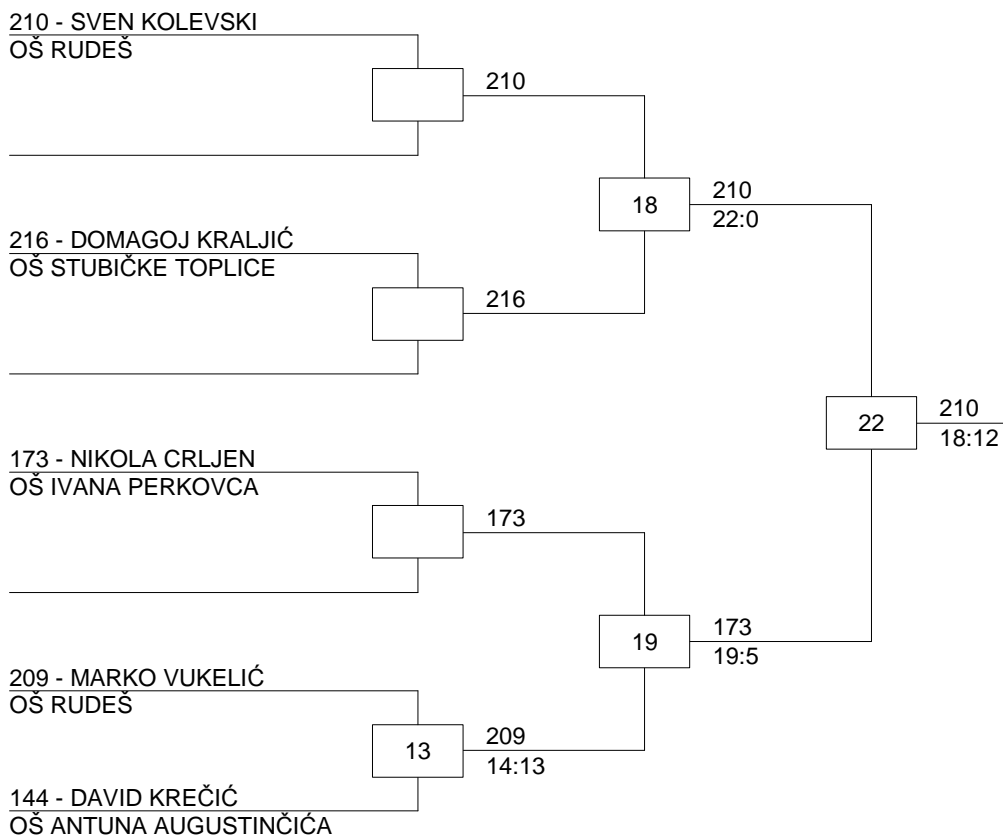 210 - SVEN KOLEVSKI
OŠ RUDEŠ
210
18
210
22:0
216 - DOMAGOJ KRALJIĆ
OŠ STUBIČKE TOPLICE
216
22
210
18:12
173 - NIKOLA CRLJEN
OŠ IVANA PERKOVCA
173
19
173
19:5
209 - MARKO VUKELIĆ
OŠ RUDEŠ
13
209
14:13
144 - DAVID KREČIĆ
OŠ ANTUNA AUGUSTINČIĆA